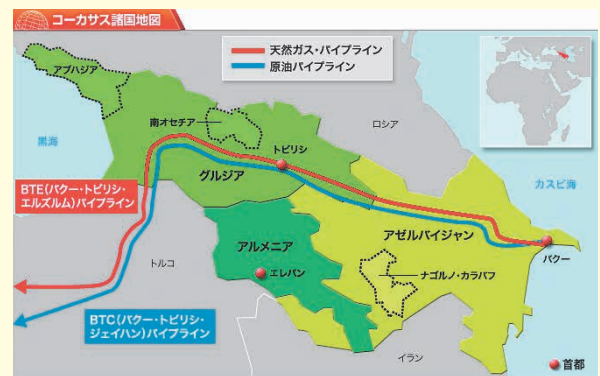 コーカサス諸国地図
天然ガス・パイプライン
原油パイプライン
アブハジア
南オセチア
ロシア
黒海
トビリシ
グルジア
カスピ海
BTE(バクー・トビリシ・
エルズルム)パイプライン
アゼルバイジャン
アルメニア
バクー
トルコ
エレバン
ナゴルノ・カラバフ
BTC(バクー・トビリシ・
ジェイハン)パイプライン
イラン
首都